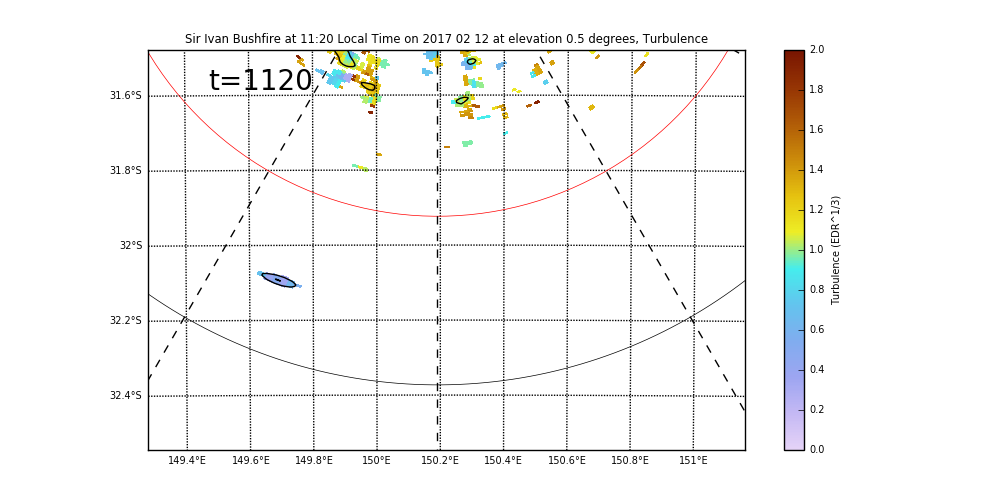 Sir Ivan Bushfire at 11:20 Local Time on 2017 02 12 at elevation 0.5 degrees, Turbulence
t=1120
31.6°S
31.8°S
32°S
32.2°S
32.4°S
149.4°E 149.6°E 149.8°E 150°E 150.2°E 150.4°E 150.6°E 150.8°E 151°E
2.0
1.8
1.6
1.4
1.2
1.0
0.8
0.6
0.4
0.2
0.0
Turbulence (EDR^1/3)